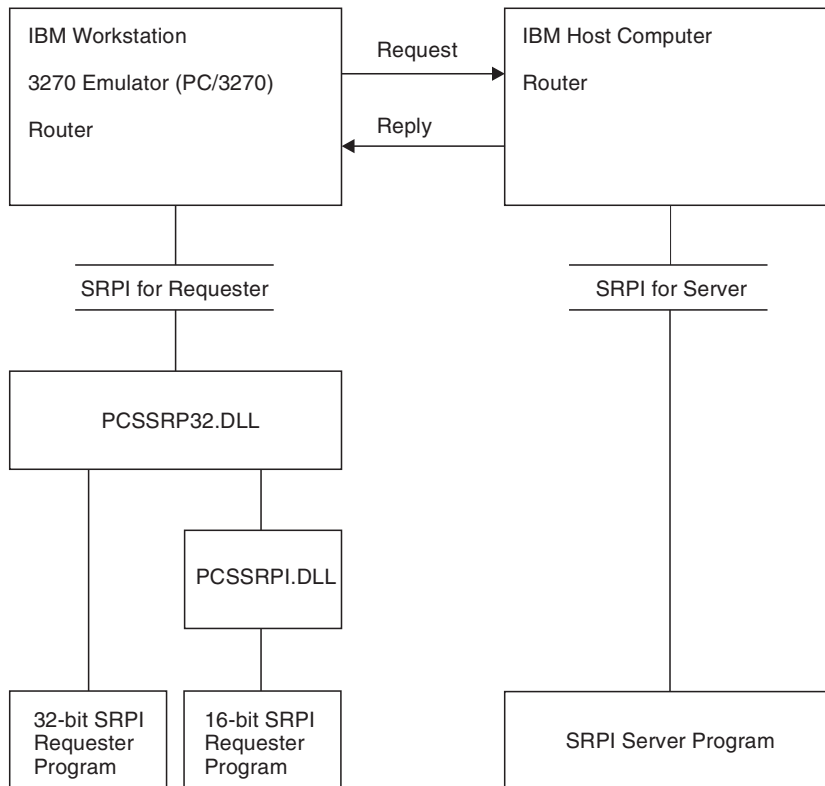 IBM Workstation
3270 Emulator (PC/3270)
Router
Request
Reply
IBM Host Computer
Router
SRPI for Requester
SRPI for Server
PCSSRP32.DLL
PCSSRPI.DLL
32-bit SRPI
Requester
Program
16-bit SRPI
Requester
Program
SRPI Server Program